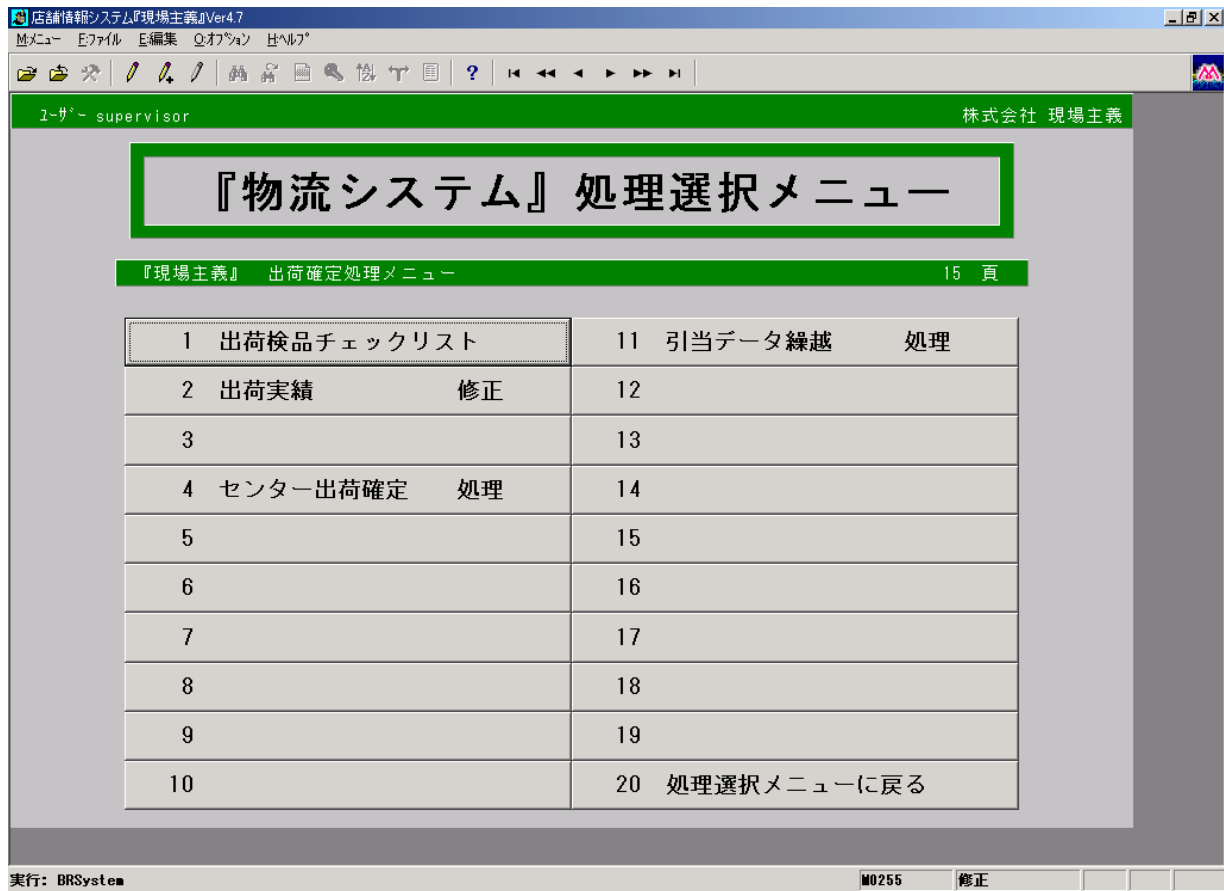 店舗情報システム『現場主義』Ver4.7
M:メニュー E:ファイル E:編集 O:オプション H:ヘルプ
?
ユーザー supervisor 株式会社 現場主義
『物流システム』処理選択メニュー
『現場主義』 出荷確定処理メニュー 15 頁
1 出荷検品チェックリスト 11 引当データ繰越 処理
2 出荷実績 修正 12
3 13
4 センター出荷確定 処理 14
5 15
6 16
7 17
8 18
9 19
10 20 処理選択メニューに戻る
実行: BRSystem M0255 修正